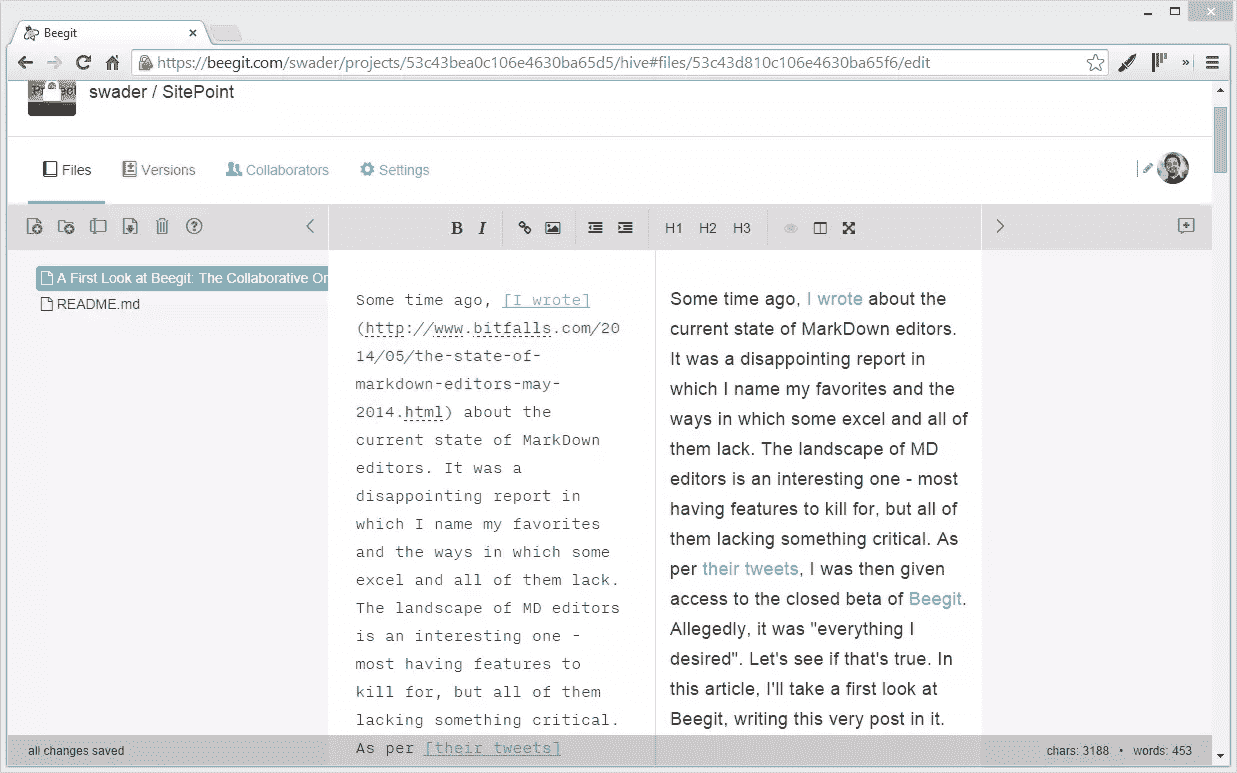 Beegit
https://beegit.com/swader/projects/53c43bea0c106e4630ba65d5/hive#files/53c43d810c106e4630ba65f6/edit
swader / SitePoint
Files Versions Collaborators Settings
B I H1 H2 H3
A First Look at Beegit: The Collaborative Or
README.md
Some time ago, [I wrote]
(http://www.bitfalls.com/20
14/05/the-state-of-
markdown-editors-may-
2014.html) about the
current state of MarkDown
editors. It was a
disappointing report in
which I name my favorites
and the ways in which some
excel and all of them lack.
The landscape of MD editors
is an interesting one -
most having features to
kill for, but all of them
lacking something critical.
As per [their tweets]
Some time ago, I wrote about the
current state of MarkDown editors.
It was a disappointing report in
which I name my favorites and the
ways in which some excel and all of
them lack. The landscape of MD
editors is an interesting one - most
having features to kill for, but all of
them lacking something critical. As
per their tweets, I was then given
access to the closed beta of Beegit.
Allegedly, it was "everything I
desired". Let's see if that's true. In
this article, I'll take a first look at
Beegit, writing this very post in it.
all changes saved
chars: 3188 • words: 453